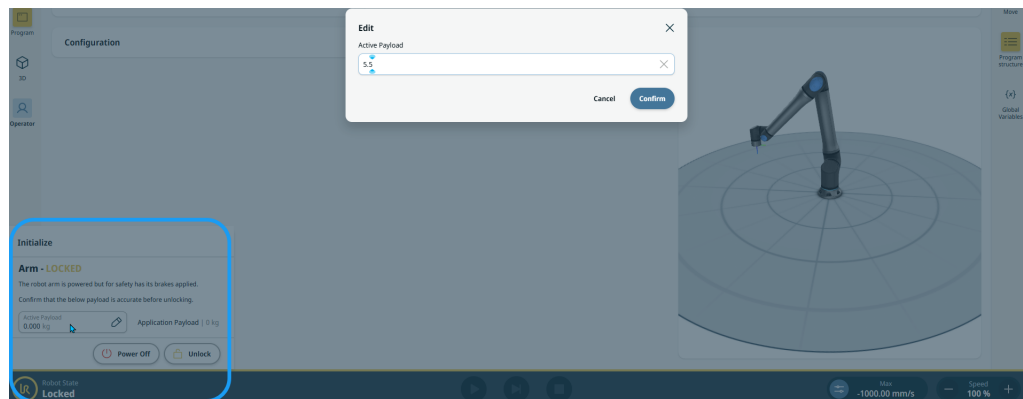 Program
3D
Operator
Configuration
Edit
Active Payload
5.5
Cancel
Confirm
Move
Program
structure
{x}
Global
Variables
Initialize
Arm - LOCKED
The robot arm is powered but for safety has its brakes applied.
Confirm that the below payload is accurate before unlocking.
Active Payload
0.000 kg
Application Payload | 0 kg
Power Off
Unlock
UR
Robot State
Locked
Max
-1000.00 mm/s
Speed
100 %